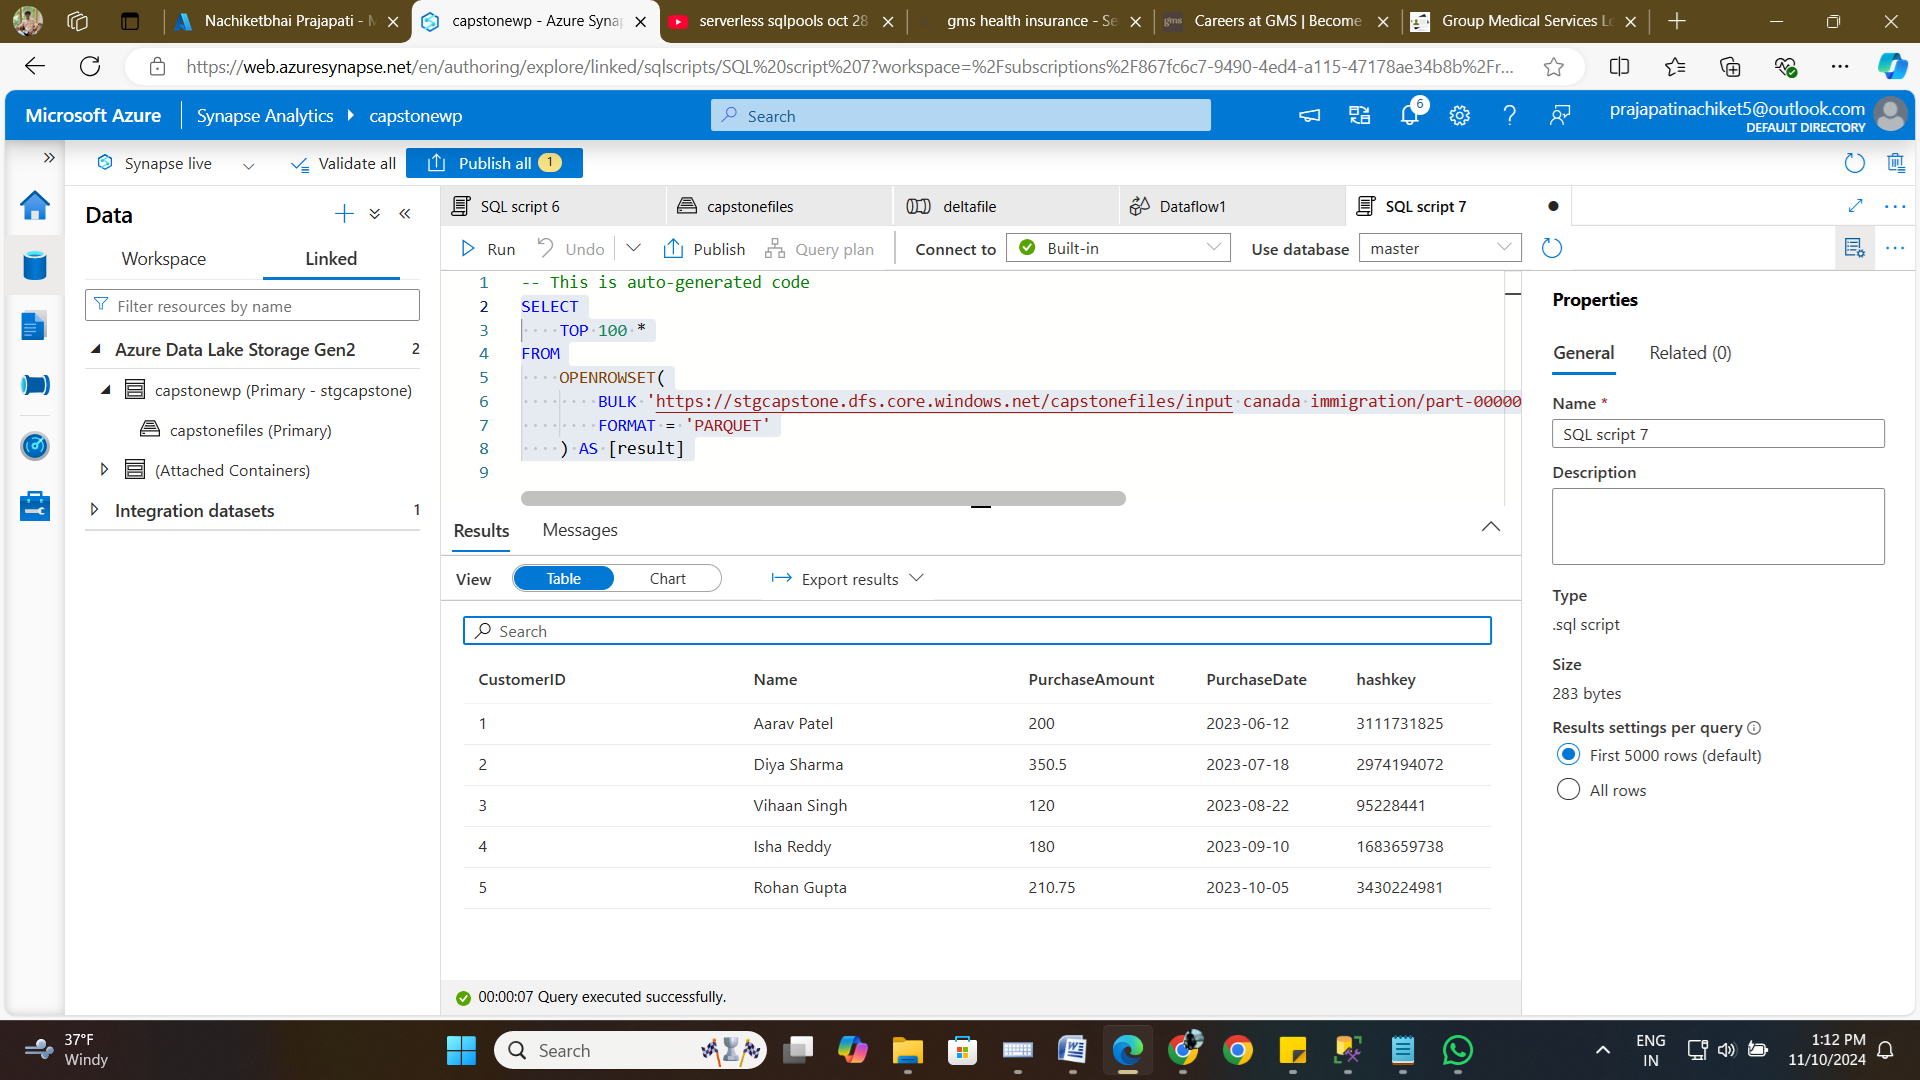 Nachiketbhai Prajapati - M
capstonewp - Azure Synap
serverless sqlpools oct 28
gms health insurance - Se
Careers at GMS | Become
Group Medical Services Lo
https://web.azuresynapse.net/en/authoring/explore/linked/sqlscripts/SQL%20script%207?workspace=%2Fsubscriptions%2F867fc6c7-9490-4ed4-a115-47178ae34b8b%2Fr...
Microsoft Azure
Synapse Analytics
capstonewp
Search
6
prajapatinachiket5@outlook.com
DEFAULT DIRECTORY
Synapse live
Validate all
Publish all 1
Data
Workspace
Linked
Filter resources by name
Azure Data Lake Storage Gen2 2
capstonewp (Primary - stgcapstone)
capstonefiles (Primary)
(Attached Containers)
Integration datasets 1
SQL script 6
capstonefiles
deltafile
Dataflow1
SQL script 7
Run
Undo
Publish
Query plan
Connect to
Built-in
Use database
master
1 -- This is auto-generated code
2 SELECT
3 TOP 100 *
4 FROM
5 OPENROWSET(
6 BULK 'https://stgcapstone.dfs.core.windows.net/capstonefiles/input canada immigration/part-00000
7 FORMAT = 'PARQUET'
8 ) AS [result]
9
Results
Messages
View
Table
Chart
Export results
Search
CustomerID Name PurchaseAmount PurchaseDate hashkey
1 Aarav Patel 200 2023-06-12 3111731825
2 Diya Sharma 350.5 2023-07-18 2974194072
3 Vihaan Singh 120 2023-08-22 95228441
4 Isha Reddy 180 2023-09-10 1683659738
5 Rohan Gupta 210.75 2023-10-05 3430224981
00:00:07 Query executed successfully.
Properties
General
Related (0)
Name *
SQL script 7
Description
Type
.sql script
Size
283 bytes
Results settings per query
First 5000 rows (default)
All rows
37°F
Windy
Search
ENG
IN
1:12 PM
11/10/2024